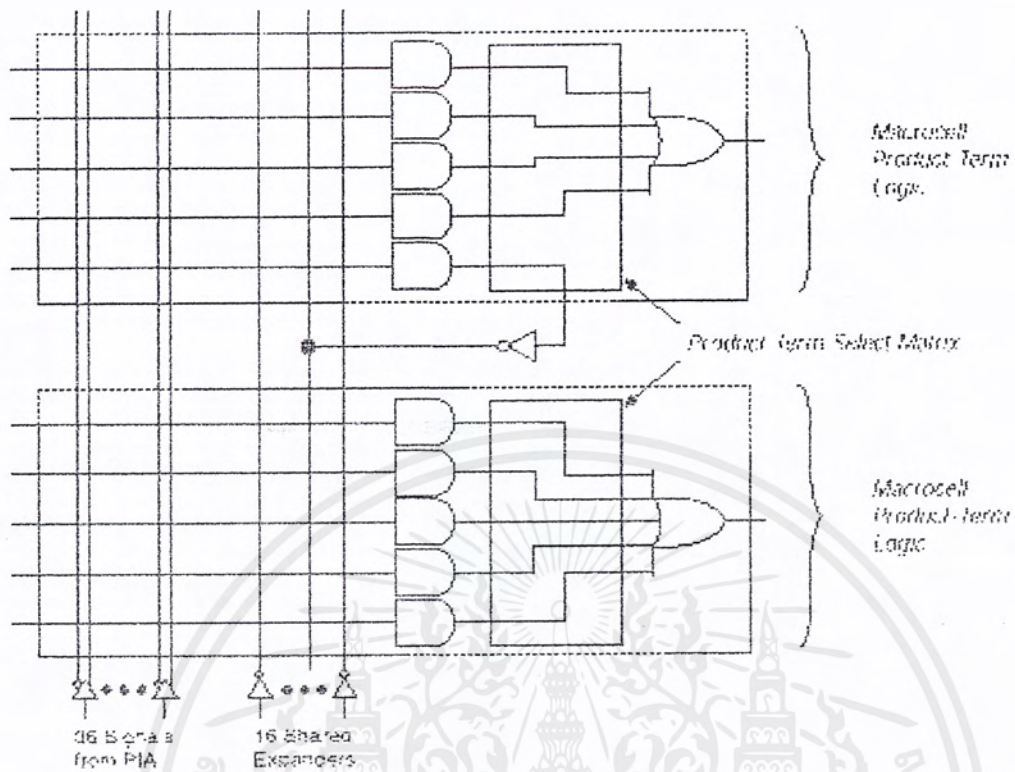 Macrocell
Product-Term
Logic
Product Term Select Matrix
Macrocell
Product-Term
Logic
36 Signals
from PIA
16 Shared
Expanders